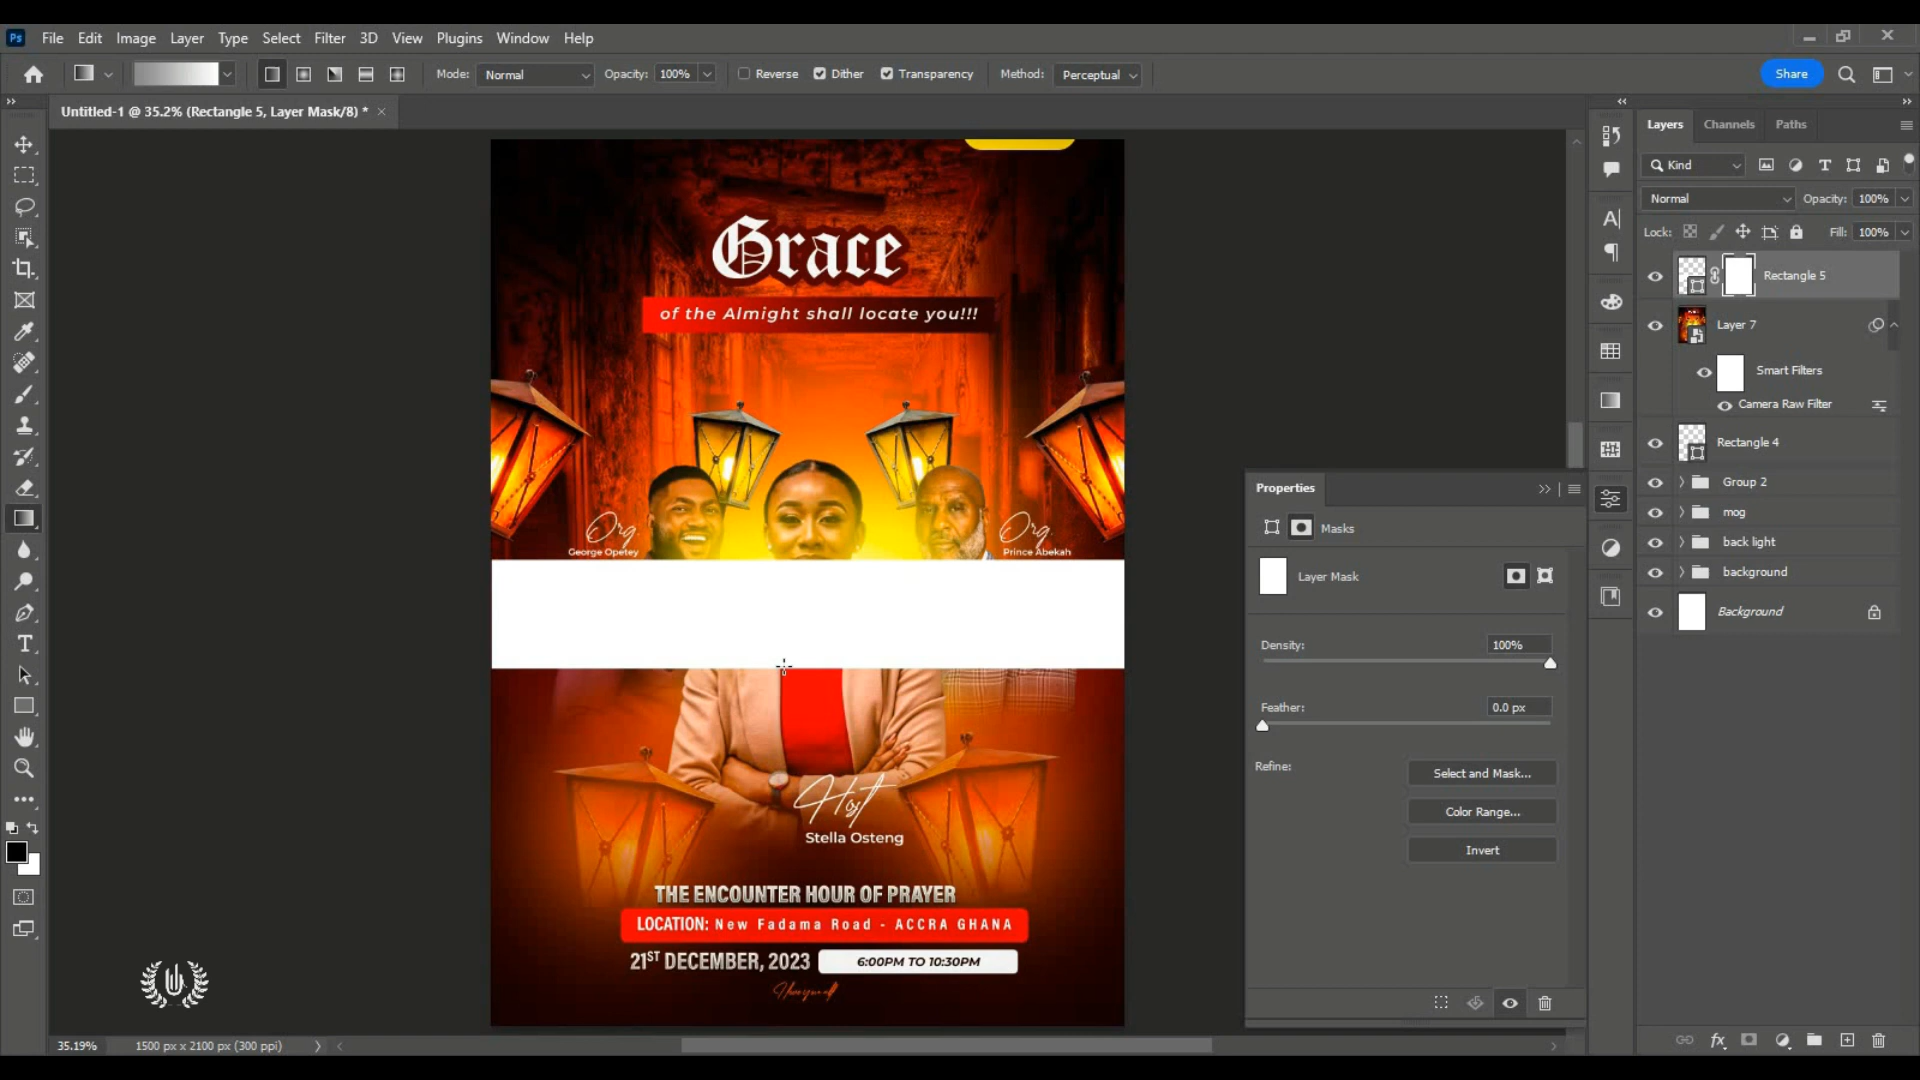 Ps File Edit Image Layer Type Select Filter 3D View Plugins Window Help
Mode: Normal Opacity: 100% Reverse Dither Transparency Method: Perceptual Share
Untitled-1 @ 35.2% (Rectangle 5, Layer Mask/8) *
Grace
of the Almight shall locate you!!!
Org.
George Opetey
Org.
Prince Abekah
Host
Stella Osteng
THE ENCOUNTER HOUR OF PRAYER
LOCATION: New Fadama Road - ACCRA GHANA
21ST DECEMBER, 2023 6:00PM TO 10:30PM
35.19% 1500 px x 2100 px (300 ppi)
Properties
Masks
Layer Mask
Density: 100%
Feather: 0.0 px
Refine: Select and Mask...
Color Range...
Invert
Layers Channels Paths
Kind
Normal Opacity: 100%
Lock: Fill: 100%
Rectangle 5
Layer 7
Smart Filters
Camera Raw Filter
Rectangle 4
Group 2
mog
back light
background
Background